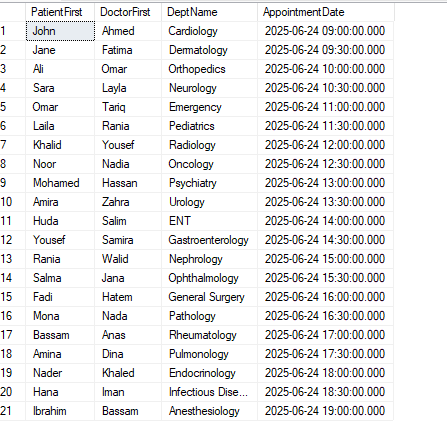 PatientFirst DoctorFirst DeptName AppointmentDate
1 John Ahmed Cardiology 2025-06-24 09:00:00.000
2 Jane Fatima Dermatology 2025-06-24 09:30:00.000
3 Ali Omar Orthopedics 2025-06-24 10:00:00.000
4 Sara Layla Neurology 2025-06-24 10:30:00.000
5 Omar Tariq Emergency 2025-06-24 11:00:00.000
6 Laila Rania Pediatrics 2025-06-24 11:30:00.000
7 Khalid Yousef Radiology 2025-06-24 12:00:00.000
8 Noor Nadia Oncology 2025-06-24 12:30:00.000
9 Mohamed Hassan Psychiatry 2025-06-24 13:00:00.000
10 Amira Zahra Urology 2025-06-24 13:30:00.000
11 Huda Salim ENT 2025-06-24 14:00:00.000
12 Yousef Samira Gastroenterology 2025-06-24 14:30:00.000
13 Rania Walid Nephrology 2025-06-24 15:00:00.000
14 Salma Jana Ophthalmology 2025-06-24 15:30:00.000
15 Fadi Hatem General Surgery 2025-06-24 16:00:00.000
16 Mona Nada Pathology 2025-06-24 16:30:00.000
17 Bassam Anas Rheumatology 2025-06-24 17:00:00.000
18 Amina Dina Pulmonology 2025-06-24 17:30:00.000
19 Nader Khaled Endocrinology 2025-06-24 18:00:00.000
20 Hana Iman Infectious Dise... 2025-06-24 18:30:00.000
21 Ibrahim Bassam Anesthesiology 2025-06-24 19:00:00.000